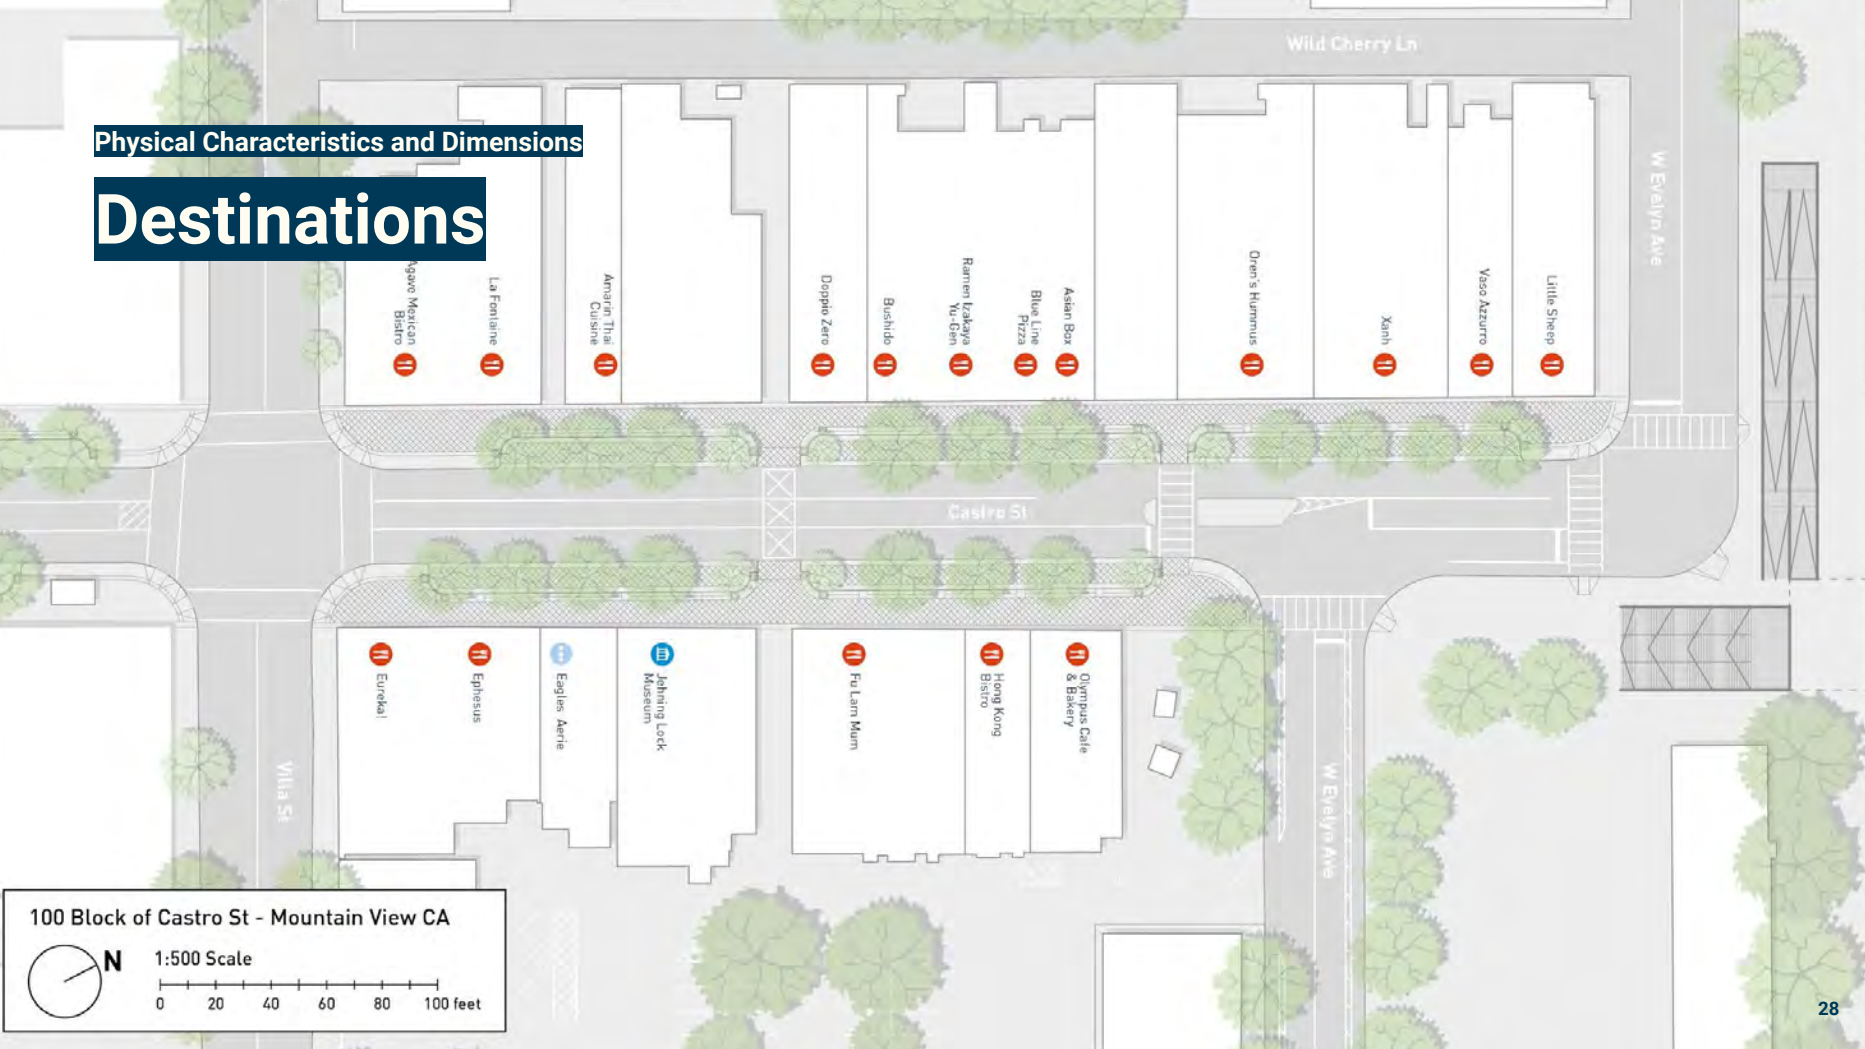 Wild Cherry Ln
Physical Characteristics and Dimensions
Destinations
W Evelyn Ave
Agave Mexican
Bistro
La Fontaine
Amarin Thai
Cuisine
Doppio Zero
Bushido
Ramen Izakaya
Yu-Gen
Blue Line
Pizza
Asian Box
Oren's Hummus
Xanh
Vaso Azzurro
Little Sheep
Castro St
Eureka!
Ephesus
Eagles Aerie
Jehning Lock
Museum
Fu Lam Mum
Hong Kong
Bistro
Olympus Cafe
& Bakery
Villa St
W Evelyn Ave
100 Block of Castro St - Mountain View CA
N
1:500 Scale
0 20 40 60 80 100 feet
28